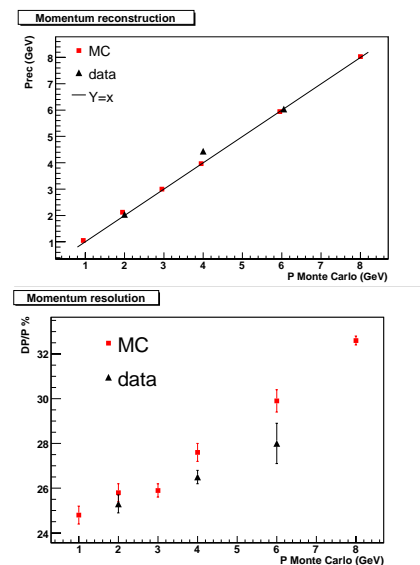 Momentum reconstruction
Prec (GeV)
MC
data
Y=x
8
7
6
5
4
3
2
1
1 2 3 4 5 6 7 8
P Monte Carlo (GeV)
Momentum resolution
DP/P %
MC
data
32
30
28
26
24
1 2 3 4 5 6 7 8
P Monte Carlo (GeV)